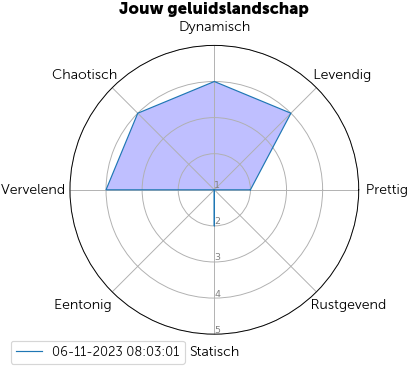 Jouw geluidslandschap
Dynamisch
Chaotisch
Levendig
Vervelend
1
Prettig
2
3
4
Eentonig
Rustgevend
5
06-11-2023 08:03:01
Statisch